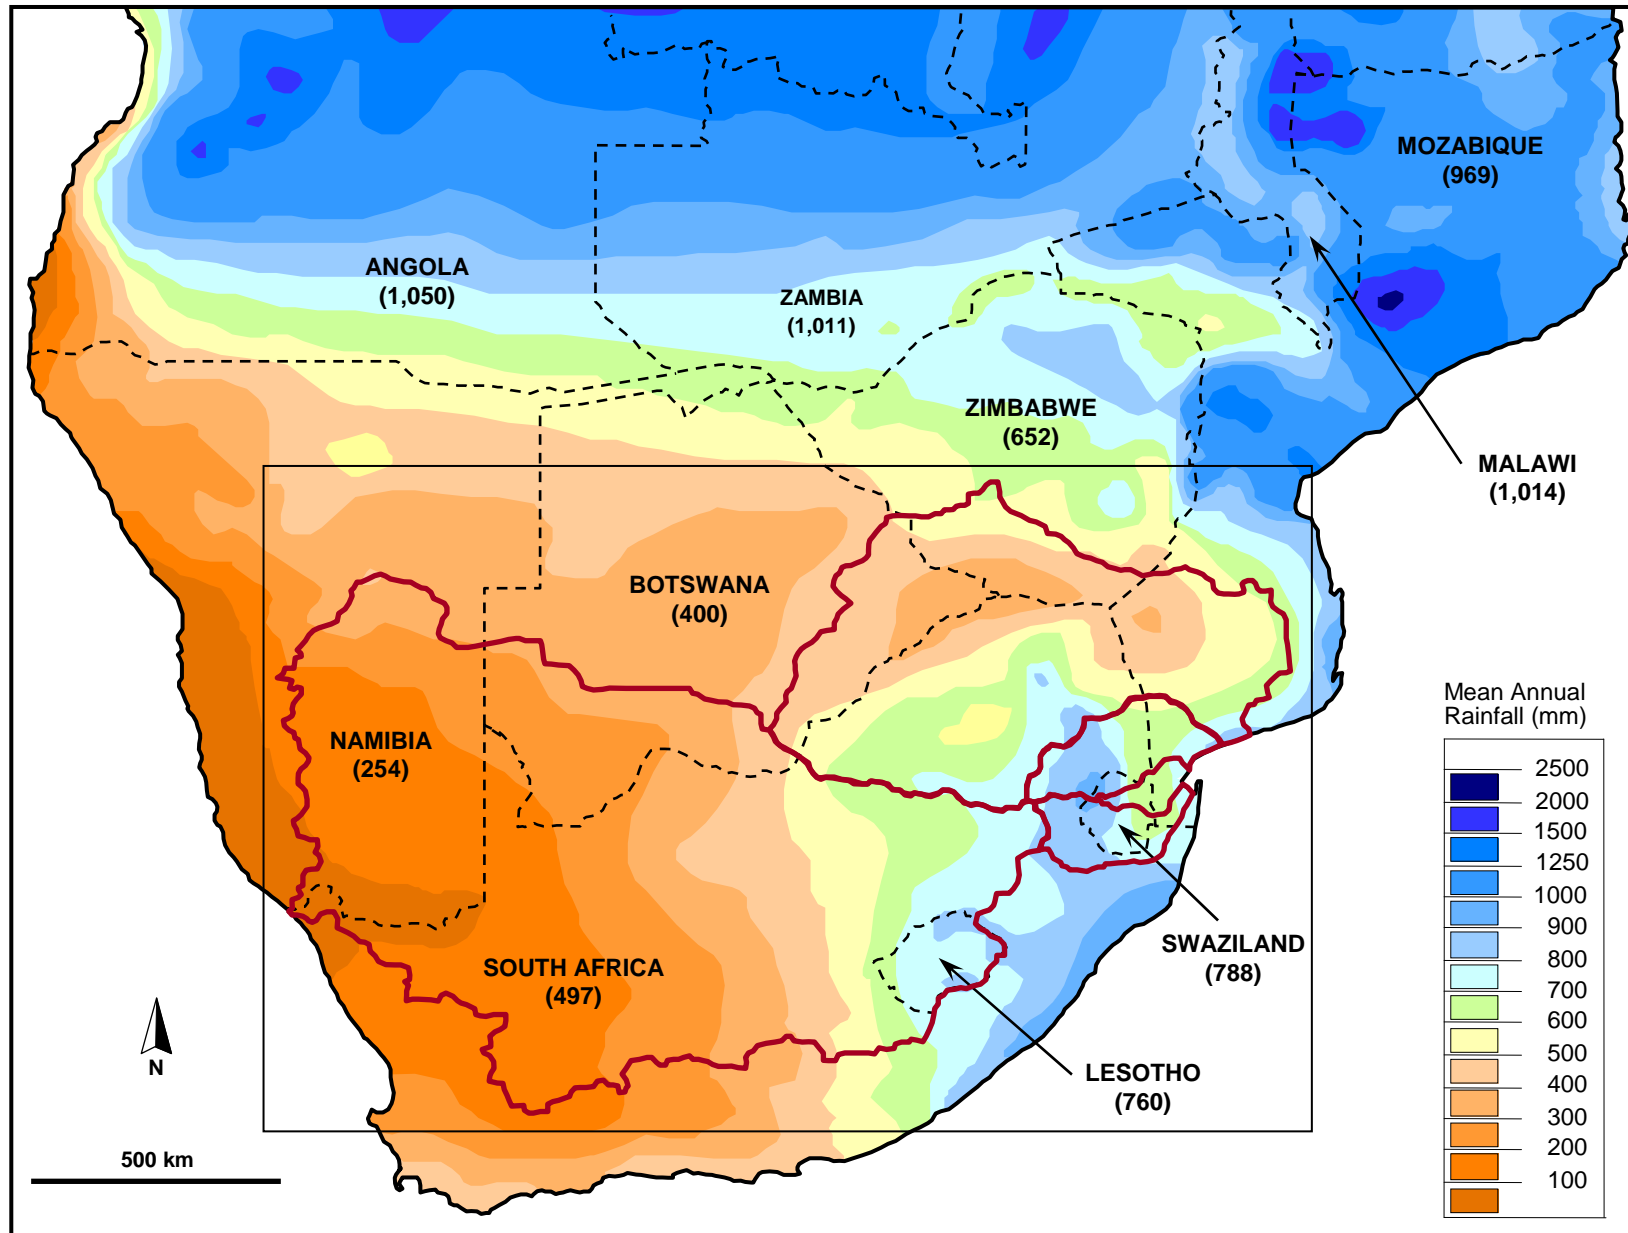 MOZABIQUE
(969)
ANGOLA
(1,050)
ZAMBIA
(1,011)
ZIMBABWE
(652)
MALAWI
(1,014)
BOTSWANA
(400)
NAMIBIA
(254)
SOUTH AFRICA
(497)
SWAZILAND
(788)
LESOTHO
(760)
N
500 km
Mean Annual
Rainfall (mm)
2500
2000
1500
1250
1000
900
800
700
600
500
400
300
200
100